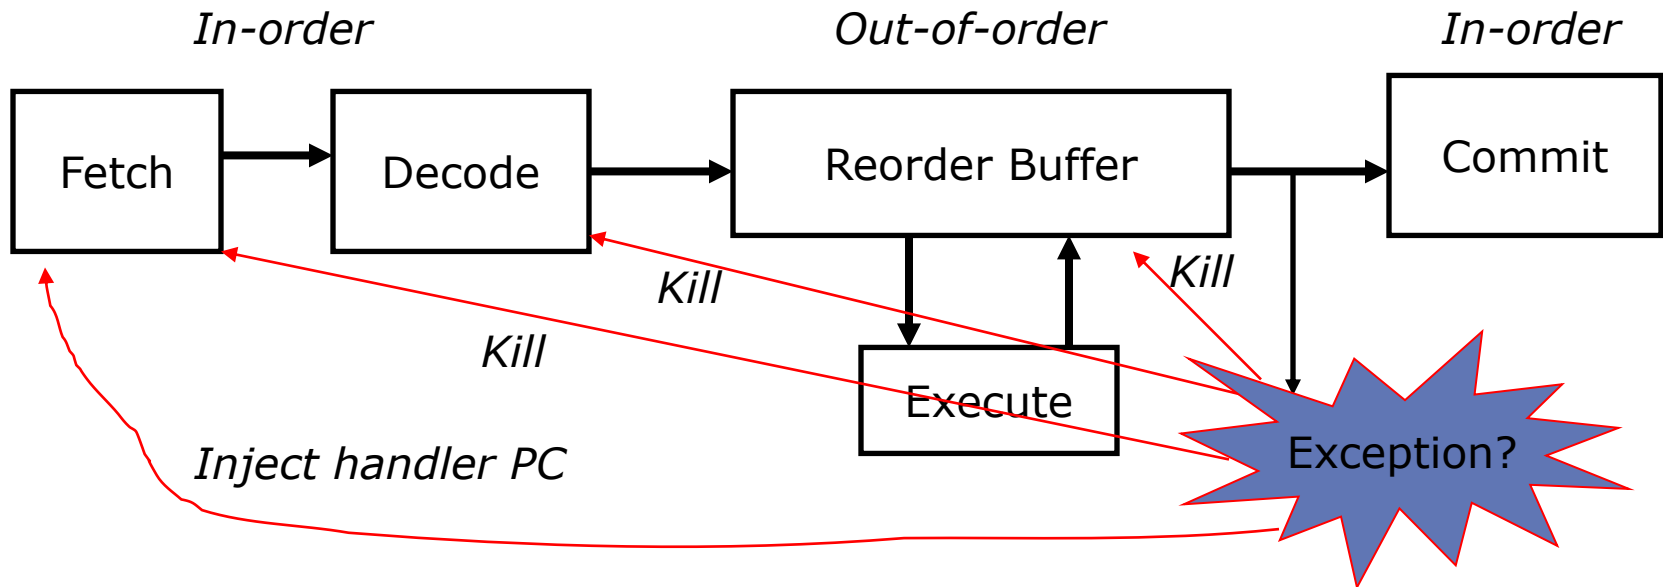 In-order
Out-of-order
In-order
Fetch
Decode
Reorder Buffer
Commit
Kill
Kill
Kill
Execute
Inject handler PC
Exception?